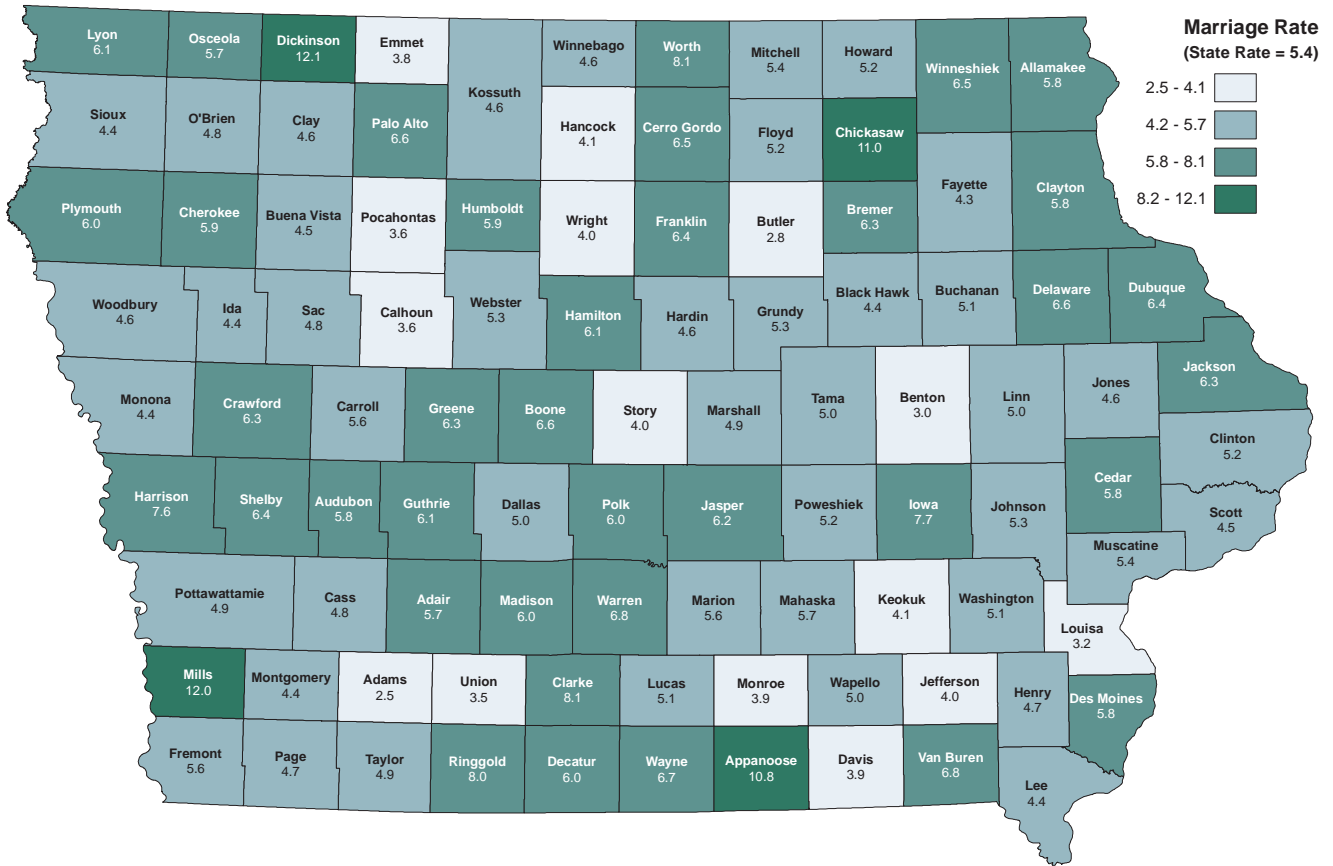 Marriage Rate
(State Rate = 5.4)
2.5 - 4.1
4.2 - 5.7
5.8 - 8.1
8.2 - 12.1
Lyon
6.1
Osceola
5.7
Dickinson
12.1
Emmet
3.8
Kossuth
4.6
Winnebago
4.6
Worth
8.1
Mitchell
5.4
Howard
5.2
Winneshiek
6.5
Allamakee
5.8
Sioux
4.4
O'Brien
4.8
Clay
4.6
Palo Alto
6.6
Hancock
4.1
Cerro Gordo
6.5
Floyd
5.2
Chickasaw
11.0
Fayette
4.3
Clayton
5.8
Plymouth
6.0
Cherokee
5.9
Buena Vista
4.5
Pocahontas
3.6
Humboldt
5.9
Wright
4.0
Franklin
6.4
Butler
2.8
Bremer
6.3
Woodbury
4.6
Ida
4.4
Sac
4.8
Calhoun
3.6
Webster
5.3
Hamilton
6.1
Hardin
4.6
Grundy
5.3
Black Hawk
4.4
Buchanan
5.1
Delaware
6.6
Dubuque
6.4
Monona
4.4
Crawford
6.3
Carroll
5.6
Greene
6.3
Boone
6.6
Story
4.0
Marshall
4.9
Tama
5.0
Benton
3.0
Linn
5.0
Jones
4.6
Jackson
6.3
Clinton
5.2
Harrison
7.6
Shelby
6.4
Audubon
5.8
Guthrie
6.1
Dallas
5.0
Polk
6.0
Jasper
6.2
Poweshiek
5.2
Iowa
7.7
Johnson
5.3
Cedar
5.8
Scott
4.5
Muscatine
5.4
Pottawattamie
4.9
Cass
4.8
Adair
5.7
Madison
6.0
Warren
6.8
Marion
5.6
Mahaska
5.7
Keokuk
4.1
Washington
5.1
Louisa
3.2
Mills
12.0
Montgomery
4.4
Adams
2.5
Union
3.5
Clarke
8.1
Lucas
5.1
Monroe
3.9
Wapello
5.0
Jefferson
4.0
Henry
4.7
Des Moines
5.8
Fremont
5.6
Page
4.7
Taylor
4.9
Ringgold
8.0
Decatur
6.0
Wayne
6.7
Appanoose
10.8
Davis
3.9
Van Buren
6.8
Lee
4.4